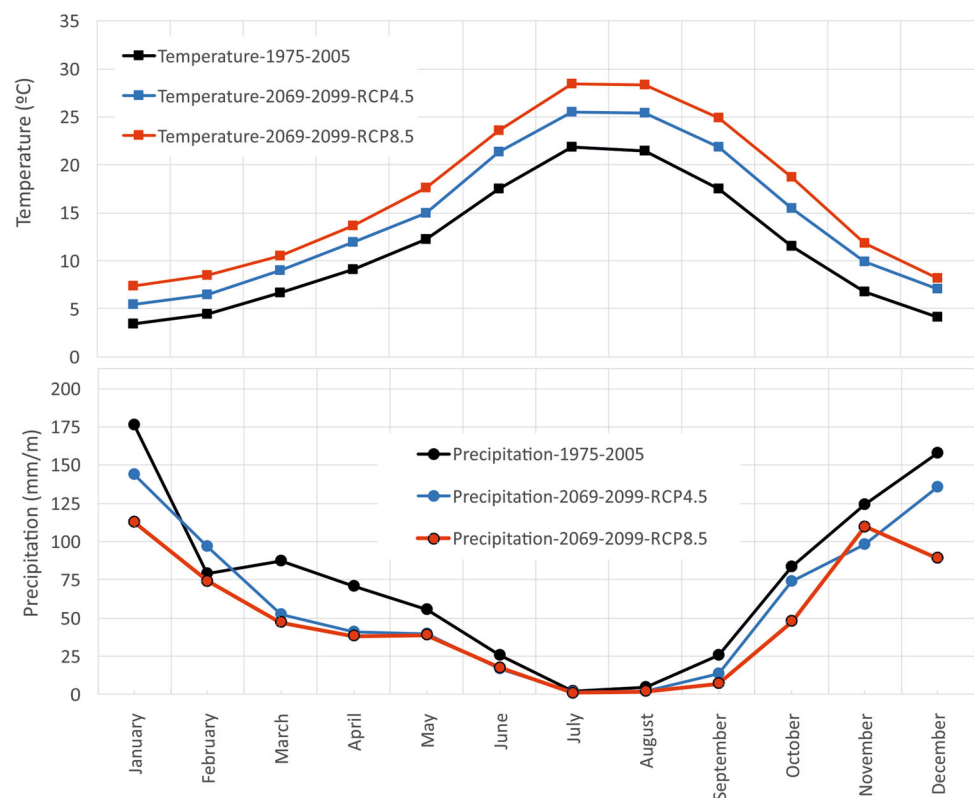 35
30
25
20
15
10
5
0
Temperature (ºC)
Temperature-1975-2005
Temperature-2069-2099-RCP4.5
Temperature-2069-2099-RCP8.5
200
175
150
125
100
75
50
25
0
Precipitation (mm/m)
Precipitation-1975-2005
Precipitation-2069-2099-RCP4.5
Precipitation-2069-2099-RCP8.5
January
February
March
April
May
June
July
August
September
October
November
December